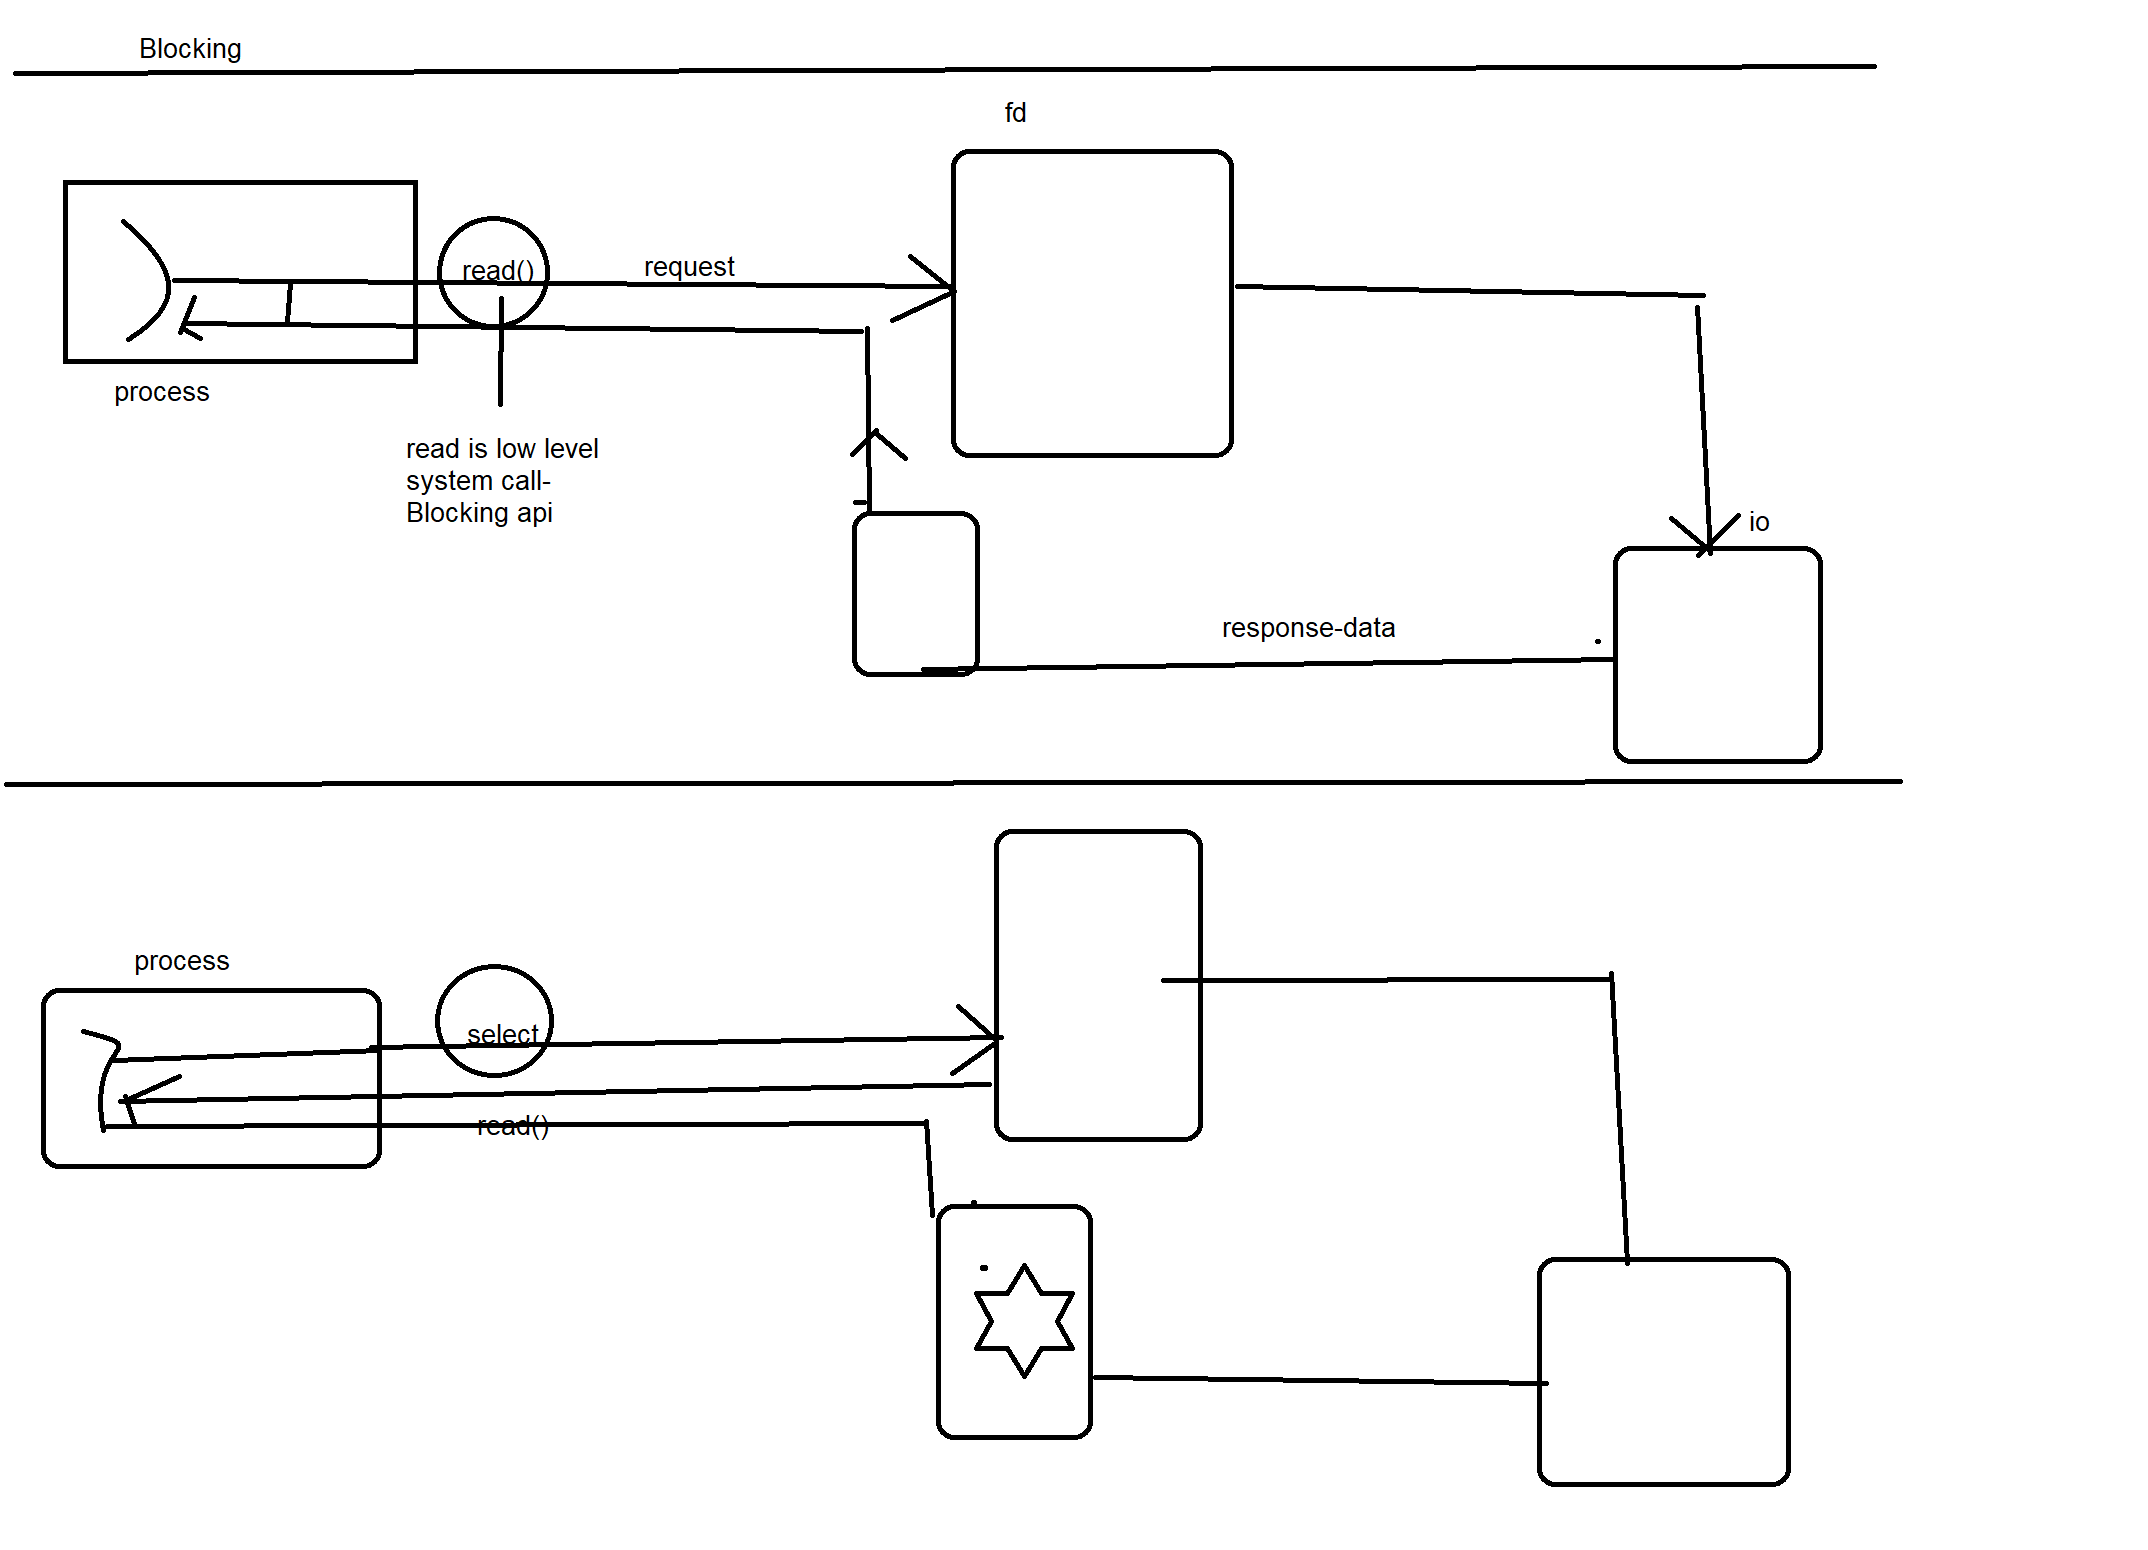 Blocking
fd
read()
request
process
read is low level
system call-
Blocking api
io
response-data
process
select
read()